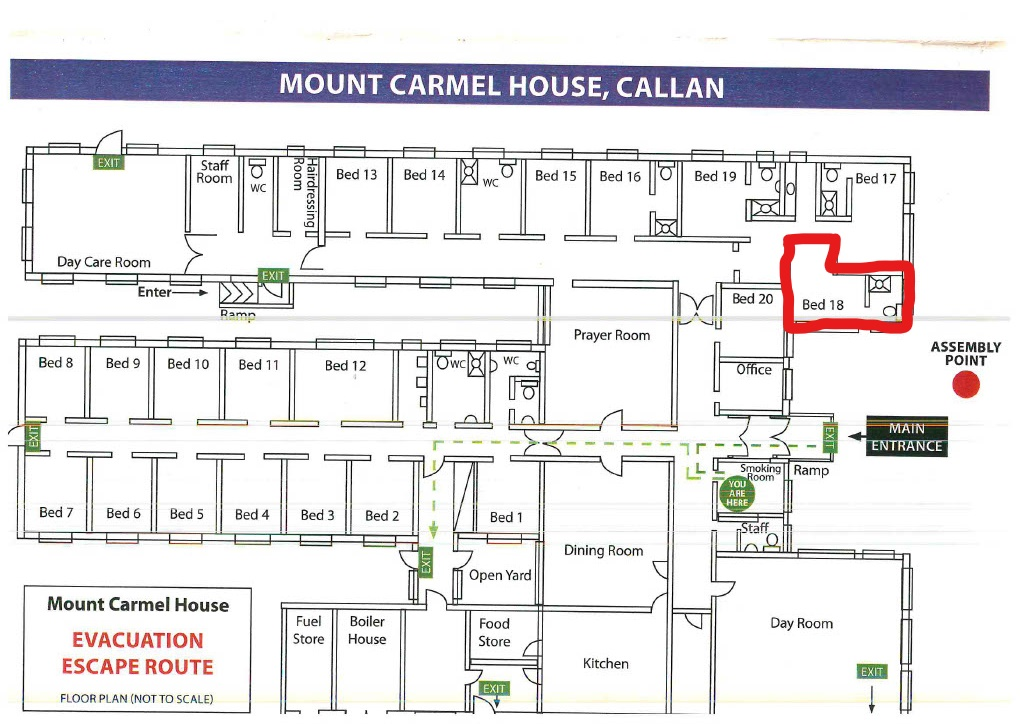 MOUNT CARMEL HOUSE, CALLAN
EXIT
Staff
Room
WC
Hairdressing
Room
Bed 13
Bed 14
WC
Bed 15
Bed 16
Bed 19
Bed 17
Day Care Room
EXIT
Enter
Ramp
Bed 20
Bed 18
Prayer Room
Bed 8
Bed 9
Bed 10
Bed 11
Bed 12
WC
WC
Office
ASSEMBLY
POINT
EXIT
EXIT
MAIN
ENTRANCE
Smoking
Room
Ramp
YOU
ARE
HERE
Bed 7
Bed 6
Bed 5
Bed 4
Bed 3
Bed 2
Bed 1
Staff
Dining Room
EXIT
Open Yard
Mount Carmel House
EVACUATION
ESCAPE ROUTE
FLOOR PLAN (NOT TO SCALE)
Fuel
Store
Boiler
House
Food
Store
Kitchen
Day Room
EXIT
EXIT